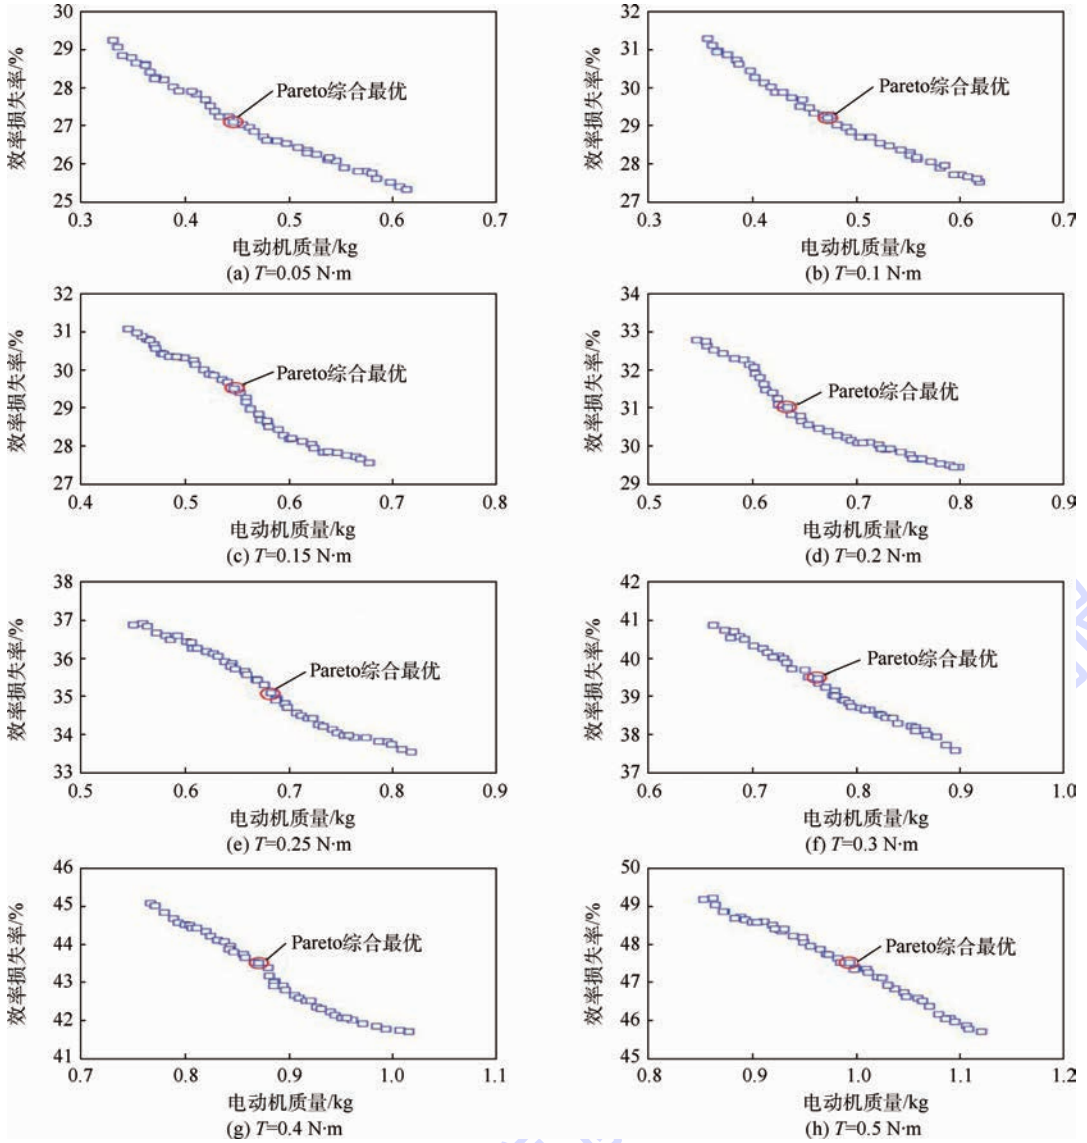 30
29
28
27
26
25
效率损失率/%
Pareto综合最优
0.3 0.4 0.5 0.6 0.7
电动机质量/kg
(a) T=0.05 N·m
32
31
30
29
28
27
效率损失率/%
Pareto综合最优
0.3 0.4 0.5 0.6 0.7
电动机质量/kg
(b) T=0.1 N·m
32
31
30
29
28
27
效率损失率/%
Pareto综合最优
0.4 0.5 0.6 0.7 0.8
电动机质量/kg
(c) T=0.15 N·m
34
33
32
31
30
29
效率损失率/%
Pareto综合最优
0.5 0.6 0.7 0.8 0.9
电动机质量/kg
(d) T=0.2 N·m
38
37
36
35
34
33
效率损失率/%
Pareto综合最优
0.5 0.6 0.7 0.8 0.9
电动机质量/kg
(e) T=0.25 N·m
42
41
40
39
38
37
效率损失率/%
Pareto综合最优
0.6 0.7 0.8 0.9 1.0
电动机质量/kg
(f) T=0.3 N·m
46
45
44
43
42
41
效率损失率/%
Pareto综合最优
0.7 0.8 0.9 1.0 1.1
电动机质量/kg
(g) T=0.4 N·m
50
49
48
47
46
45
效率损失率/%
Pareto综合最优
0.8 0.9 1.0 1.1 1.2
电动机质量/kg
(h) T=0.5 N·m